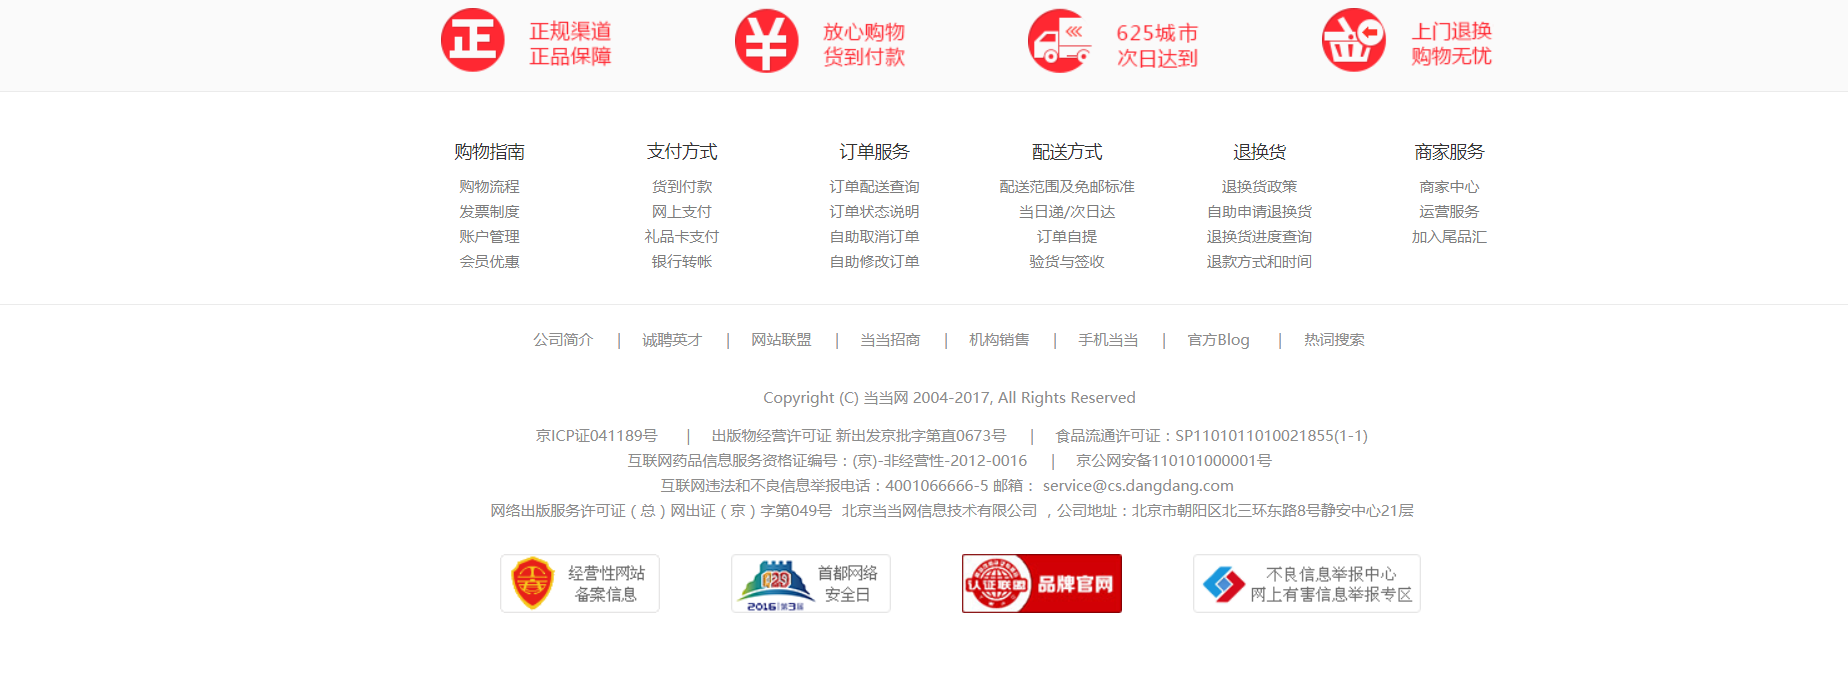 正 正规渠道 ¥ 放心购物 625城市 上门退换
正品保障 货到付款 次日达到 购物无忧
购物指南 支付方式 订单服务 配送方式 退换货 商家服务
购物流程 货到付款 订单配送查询 配送范围及免邮标准 退换货政策 商家中心
发票制度 网上支付 订单状态说明 当日递/次日达 自助申请退换货 运营服务
账户管理 礼品卡支付 自助取消订单 订单自提 退换货进度查询 加入尾品汇
会员优惠 银行转帐 自助修改订单 验货与签收 退款方式和时间
公司简介 | 诚聘英才 | 网站联盟 | 当当招商 | 机构销售 | 手机当当 | 官方Blog | 热词搜索
Copyright (C) 当当网 2004-2017, All Rights Reserved
京ICP证041189号 | 出版物经营许可证 新出发京批字第直0673号 | 食品流通许可证：SP1101011010021855(1-1)
互联网药品信息服务资格证编号：(京)-非经营性-2012-0016 | 京公网安备110101000001号
互联网违法和不良信息举报电话：4001066666-5 邮箱： service@cs.dangdang.com
网络出版服务许可证（总）网出证（京）字第049号 北京当当网信息技术有限公司 ，公司地址：北京市朝阳区北三环东路8号静安中心21层
经营性网站 首都网络 认证联盟 品牌官网 不良信息举报中心
备案信息 429 安全日 网上有害信息举报专区
2016|第3届